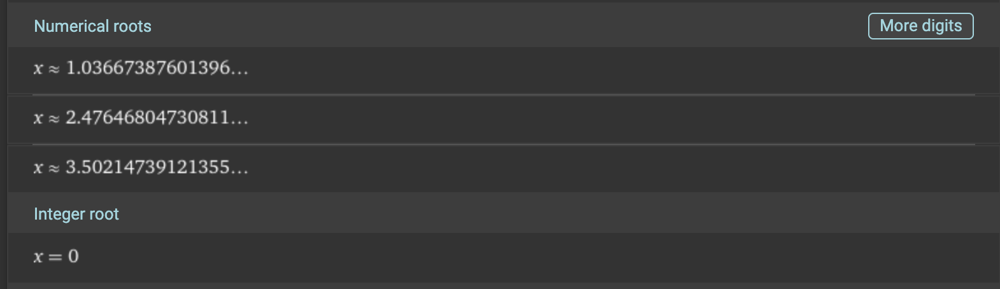 Numerical roots
More digits
x ≈ 1.03667387601396…
x ≈ 2.47646804730811…
x ≈ 3.50214739121355…
Integer root
x = 0